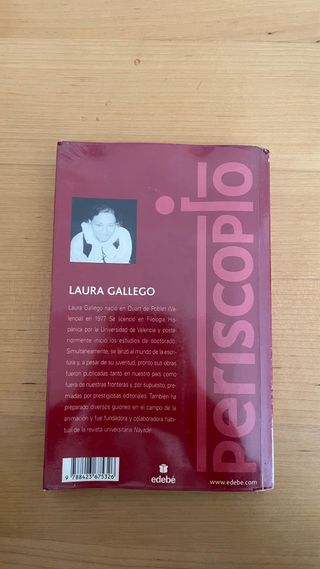 periscopio
LAURA GALLEGO
Laura Gallego nació en Quart de Poblet (Va-
lencia) en 1977. Se licenció en Filología His-
pánica por la Universidad de Valencia y poste-
riormente inició los estudios de doctorado.
Simultáneamente, se lanzó al mundo de la escri-
tura y, a pesar de su juventud, pronto sus obras
fueron publicadas tanto en nuestro país como
fuera de nuestras fronteras y, por supuesto, pre-
miadas por prestigiosas editoriales. También ha
preparado diversos guiones en el campo de la
animación y fue fundadora y colaboradora habi-
tual de la revista universitaria Náyade.
9 788423 675326
edebé
www.edebe.com